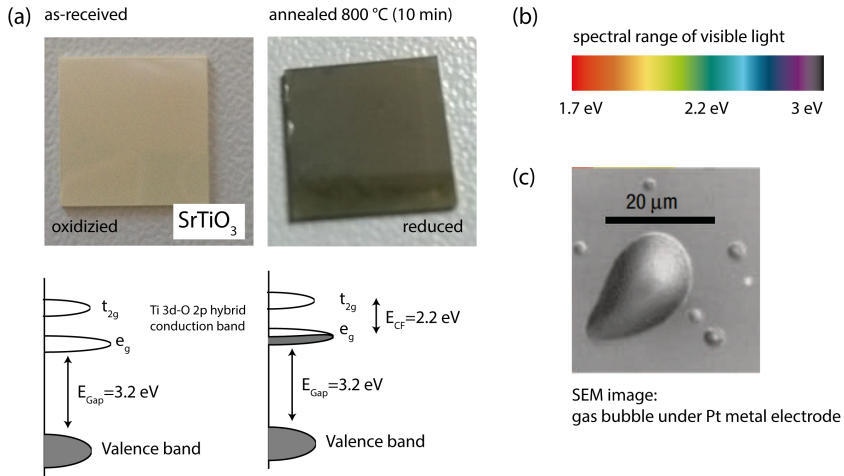 (a)
as-received
annealed 800 °C (10 min)
oxidizied
SrTiO3
reduced
t2g
Ti 3d-O 2p hybrid
conduction band
eg
EGap=3.2 eV
Valence band
t2g
ECF=2.2 eV
eg
EGap=3.2 eV
Valence band
(b)
spectral range of visible light
1.7 eV 2.2 eV 3 eV
(c)
20 μm
SEM image:
gas bubble under Pt metal electrode